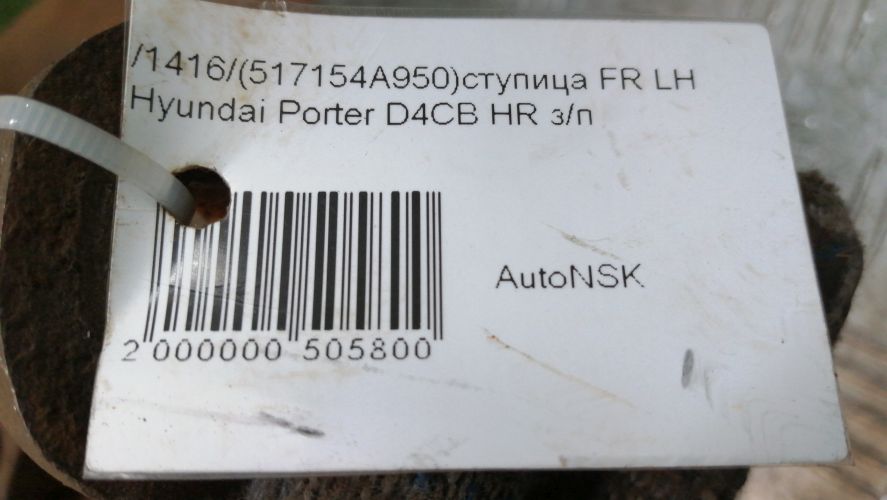 /1416/(517154A950)ступица FR LH
Hyundai Porter D4CB HR з/п
AutoNSK
2 000000 505800